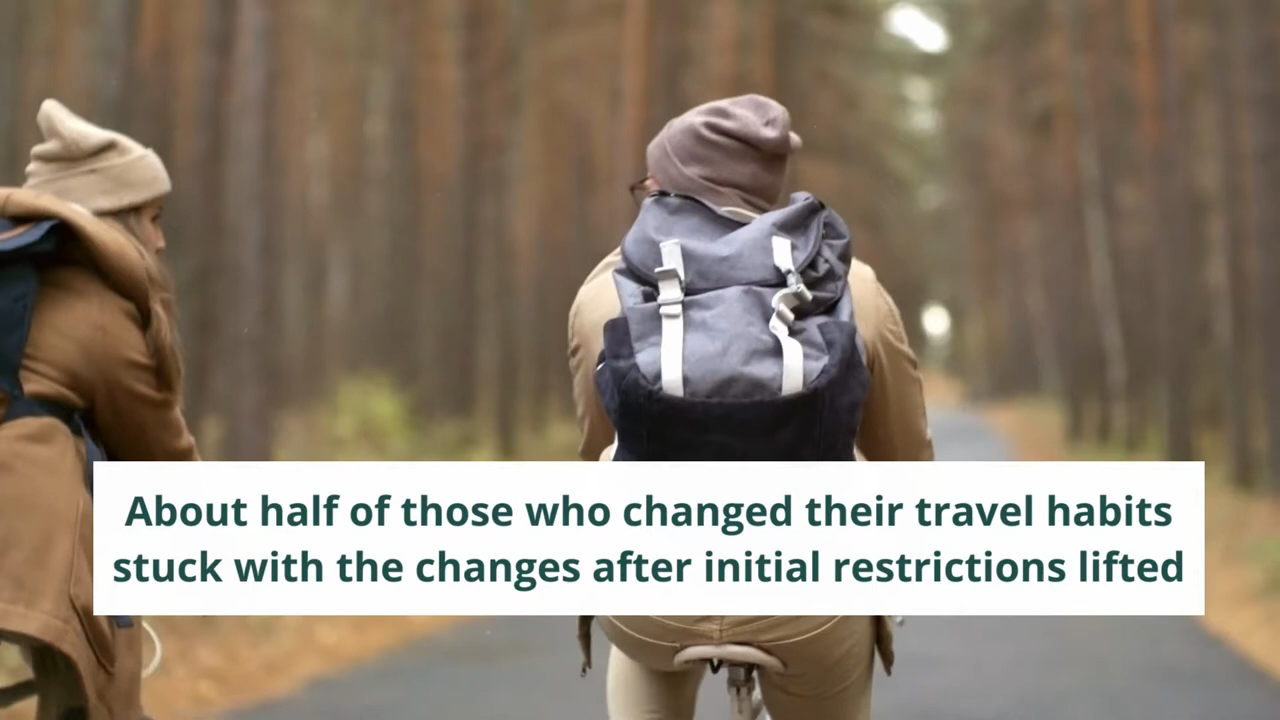 About half of those who changed their travel habits
stuck with the changes after initial restrictions lifted